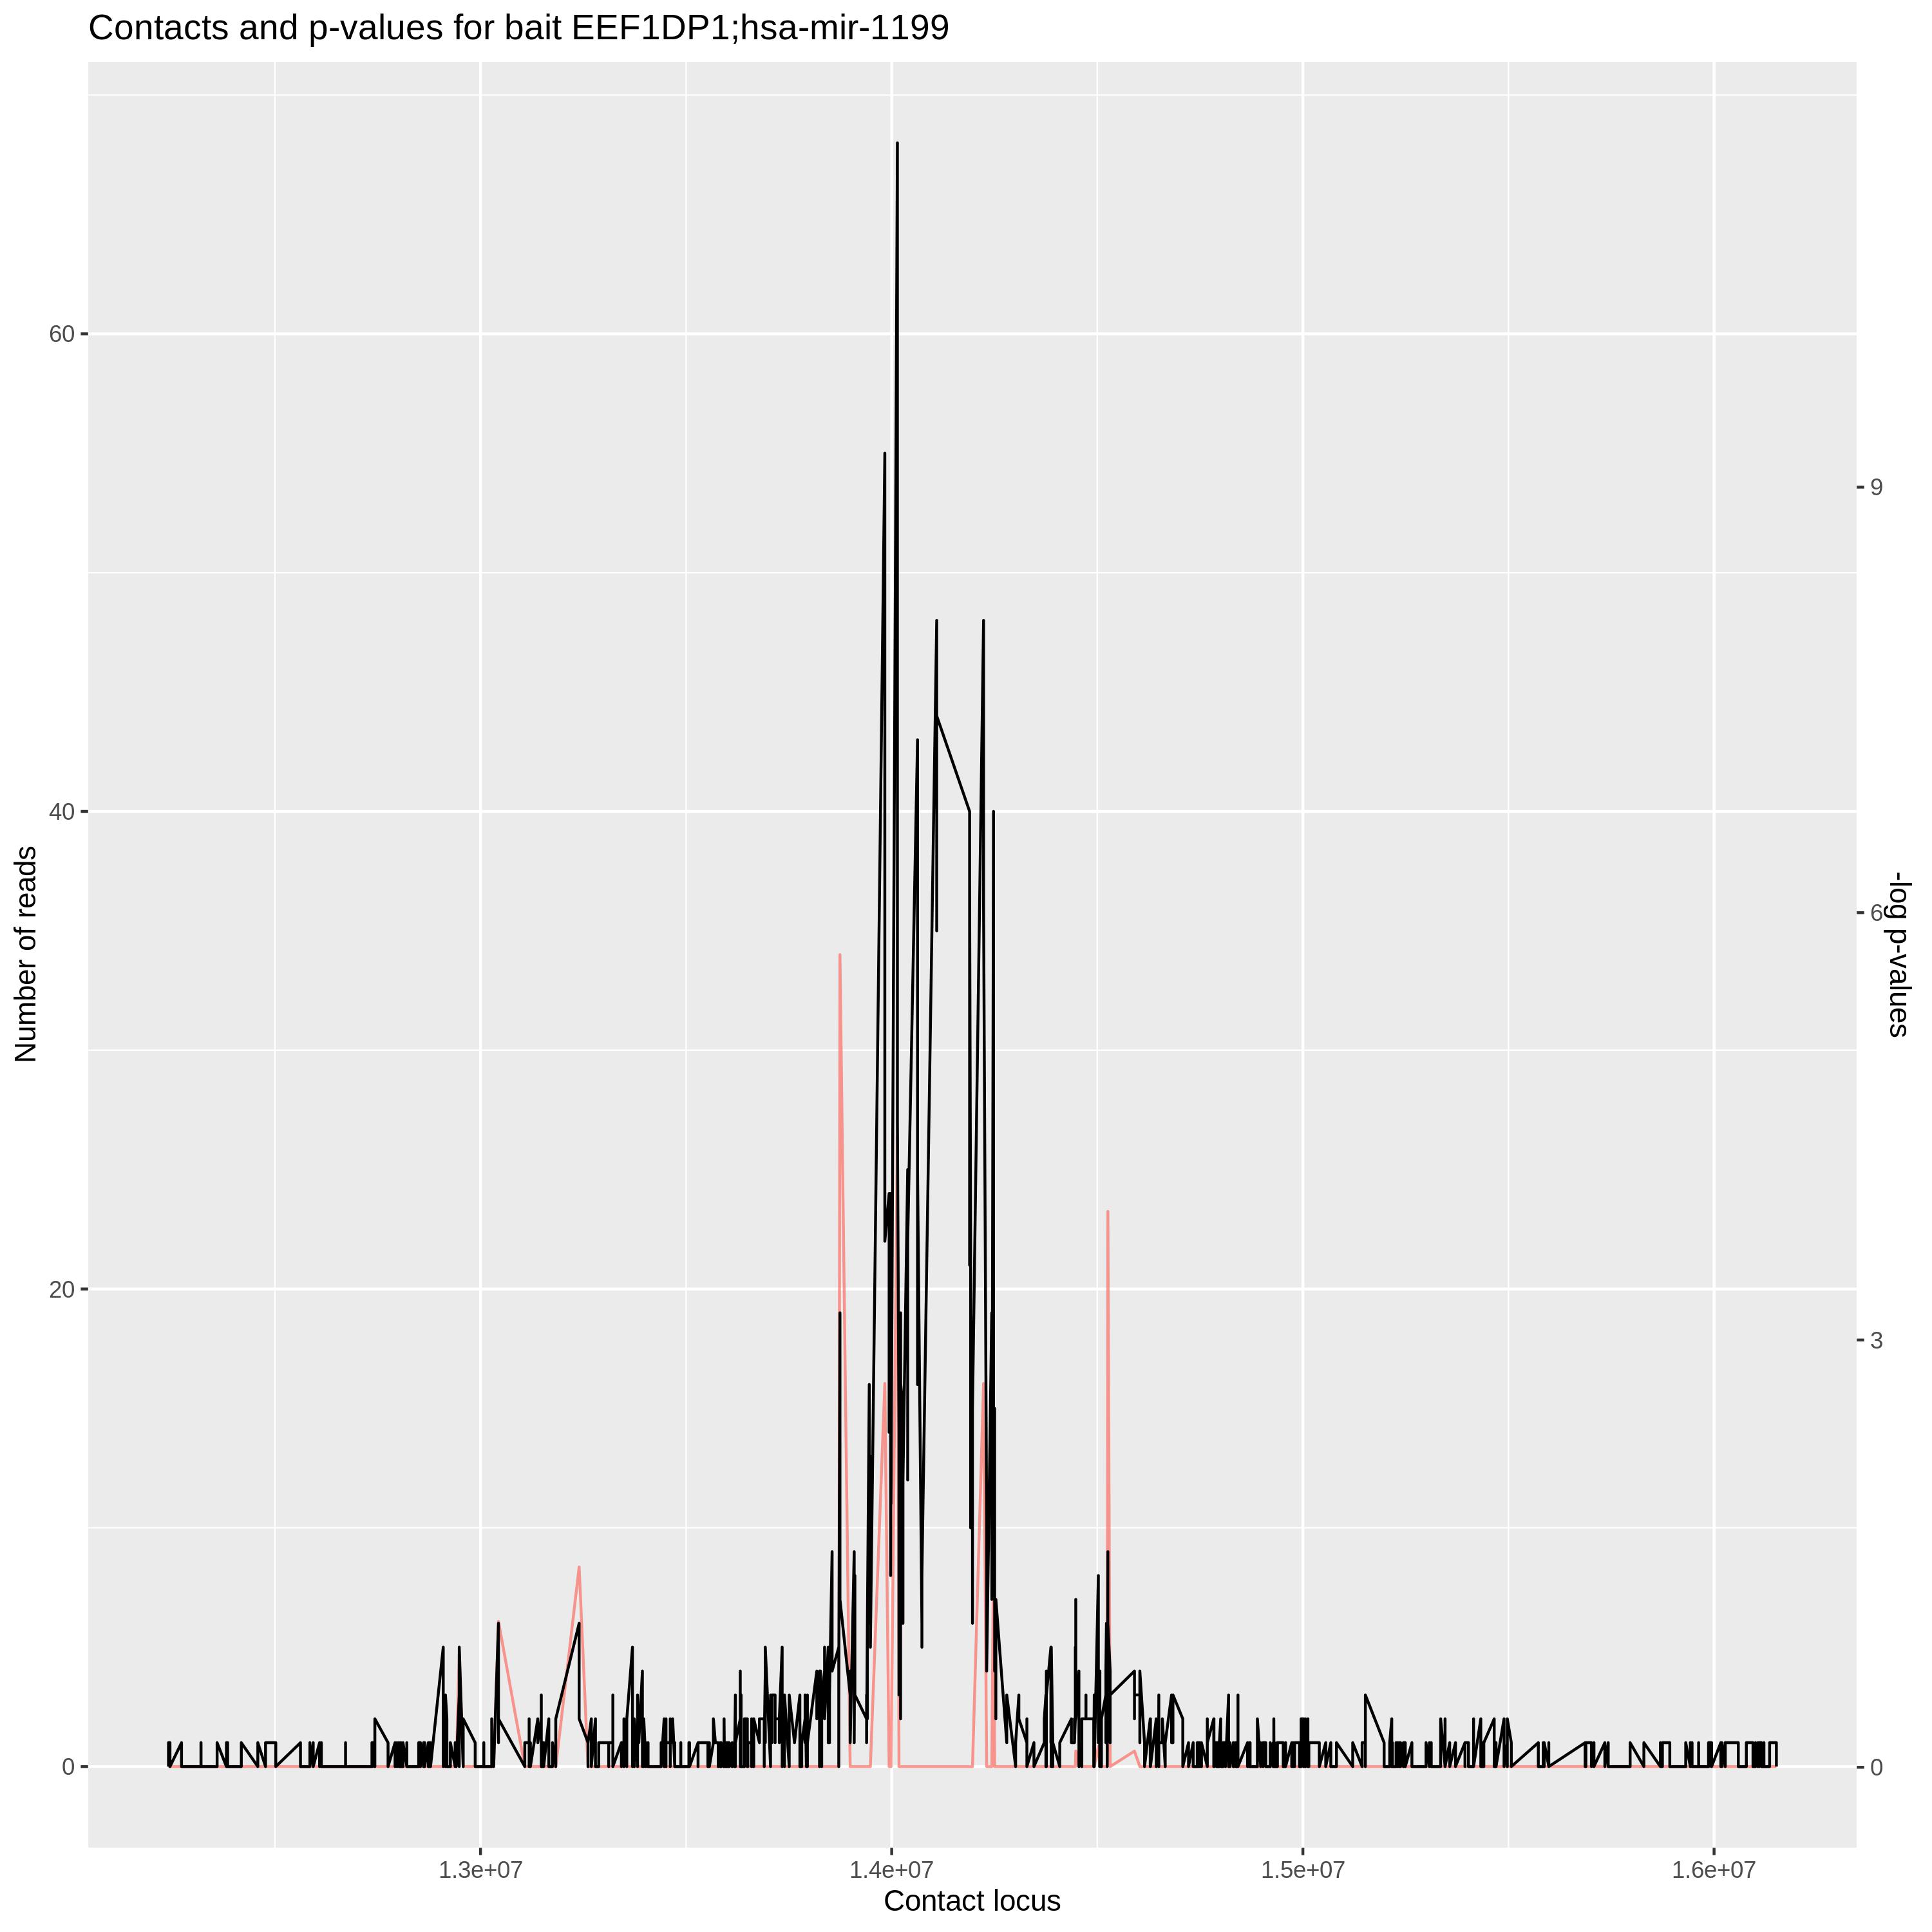 Contacts and p-values for bait EEF1DP1;hsa-mir-1199
60
40
20
0
Number of reads
9
6
3
0
-log p-values
1.3e+07 1.4e+07 1.5e+07 1.6e+07
Contact locus